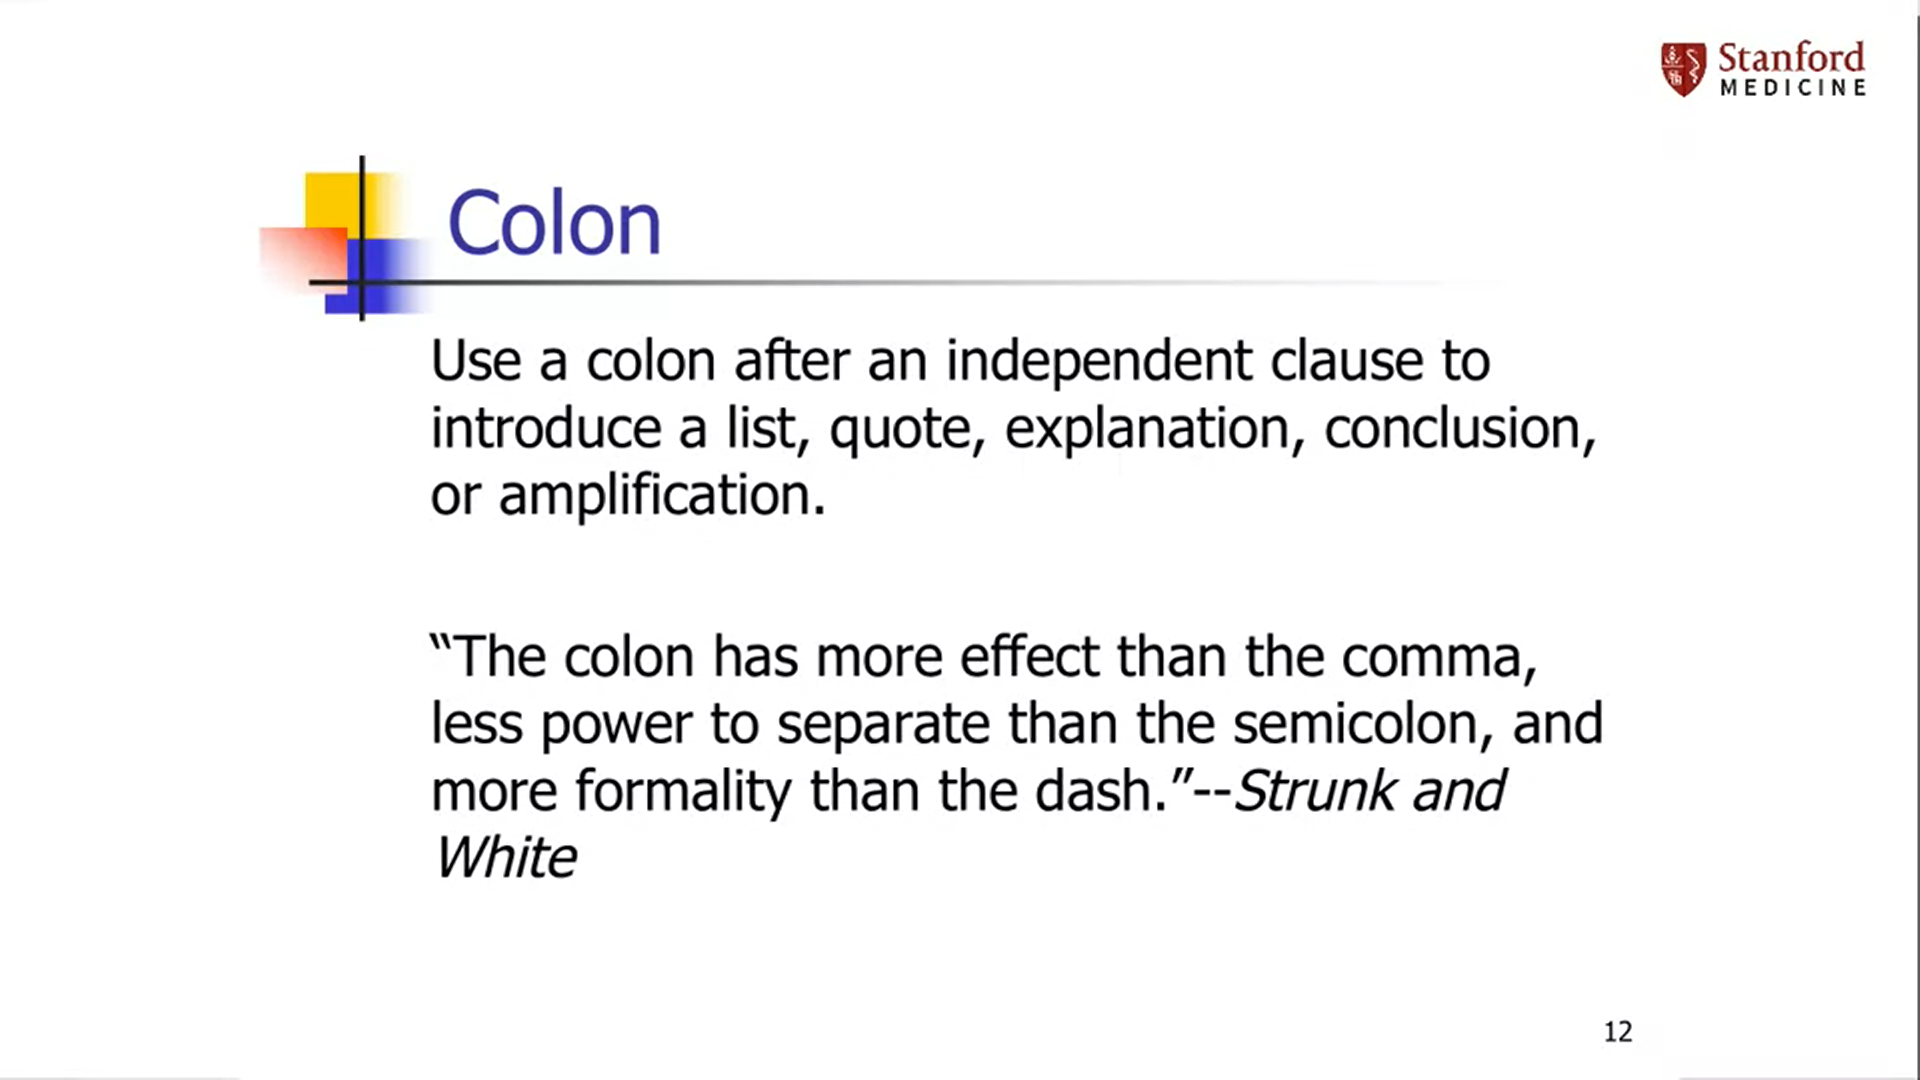 Stanford
MEDICINE
Colon
Use a colon after an independent clause to
introduce a list, quote, explanation, conclusion,
or amplification.
“The colon has more effect than the comma,
less power to separate than the semicolon, and
more formality than the dash.”--Strunk and
White
12